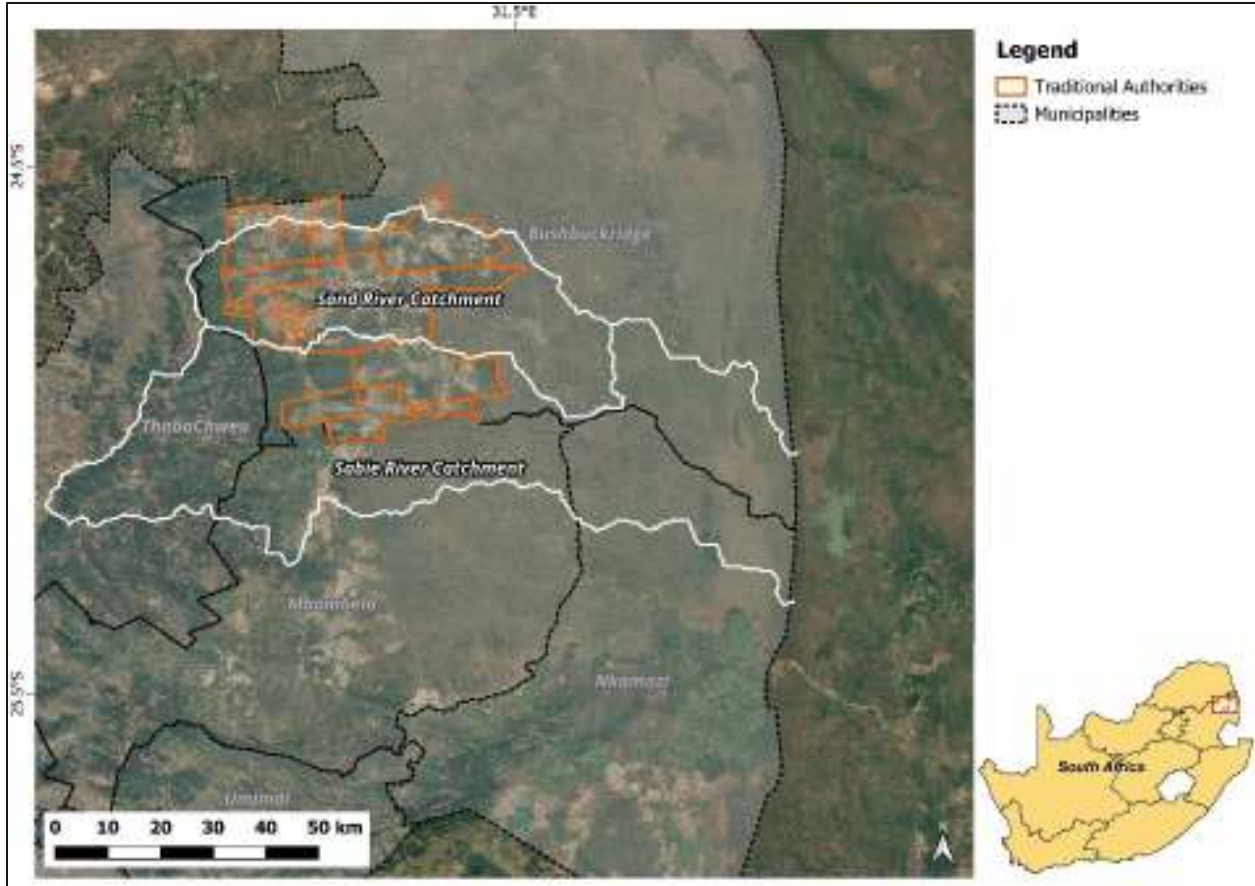 31.5°E
Legend
Traditional Authorities
Municipalities
24.5°S
Bushbuckridge
Sand River Catchment
ThabaChweu
Sabie River Catchment
Mbombela
Nkomazi
25.5°S
South Africa
Umjindi
0 10 20 30 40 50 km
N